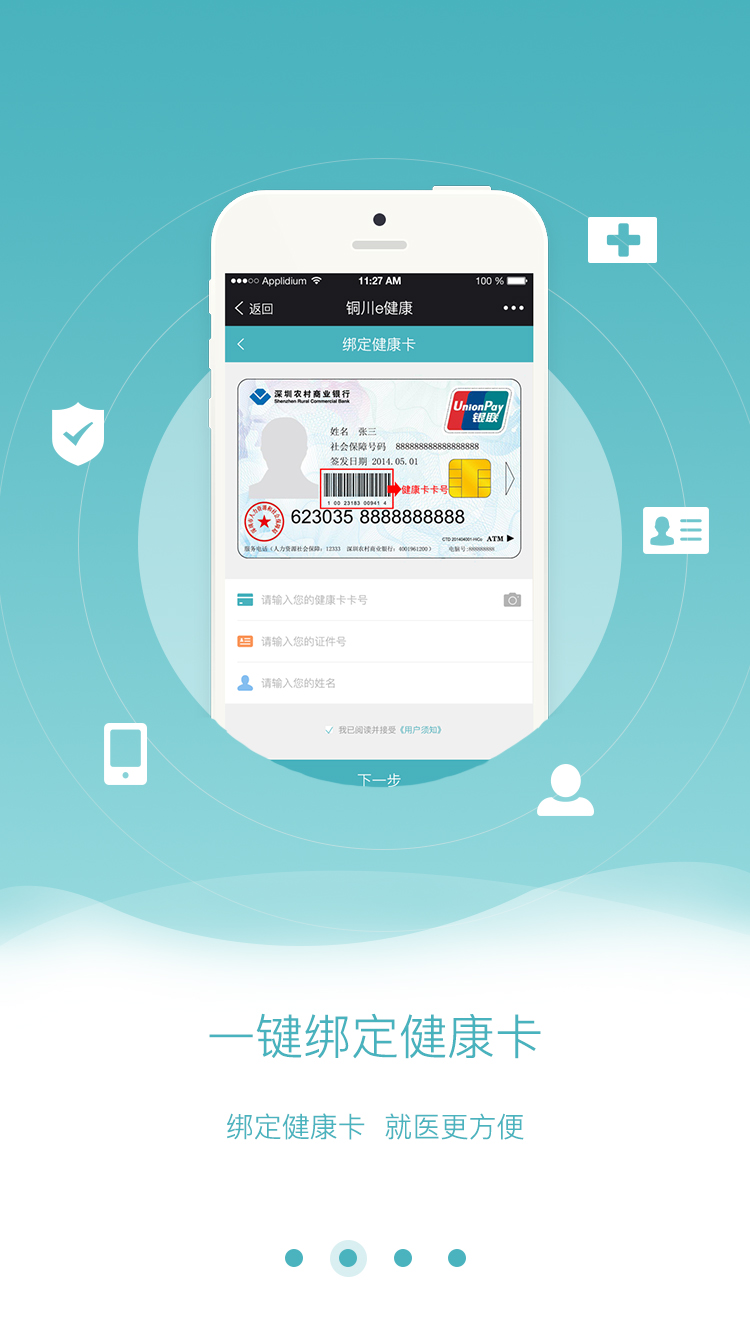 Applidium 11:27 AM 100 %
返回 铜川e健康
绑定健康卡
深圳农村商业银行
Shenzhen Rural Commercial Bank
UnionPay
银联
姓名 张三
社会保障号码 888888888888888888
签发日期 2014.05.01
健康卡卡号
1 00 23183 00941 4
623035 8888888888
CTD 201404001-HiCo ATM
服务电话（人力资源社会保障：12333 深圳农村商业银行：4001961200） 电脑号:888888888
请输入您的健康卡卡号
请输入您的证件号
请输入您的姓名
我已阅读并接受《用户须知》
下一步
一键绑定健康卡
绑定健康卡 就医更方便